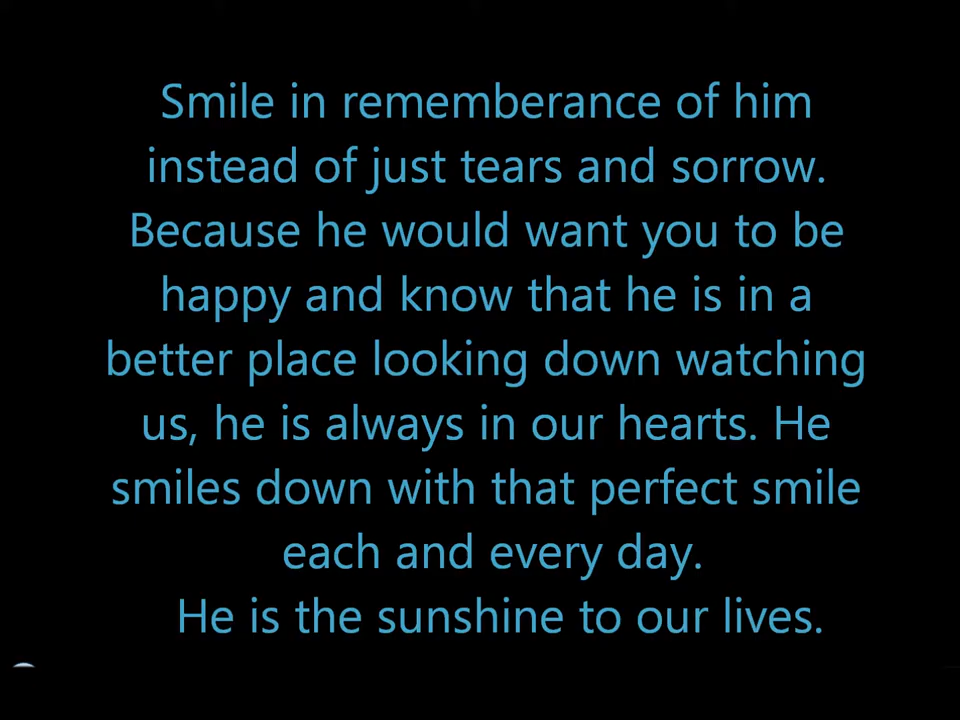 Smile in rememberance of him
instead of just tears and sorrow.
Because he would want you to be
happy and know that he is in a
better place looking down watching
us, he is always in our hearts. He
smiles down with that perfect smile
each and every day.
He is the sunshine to our lives.